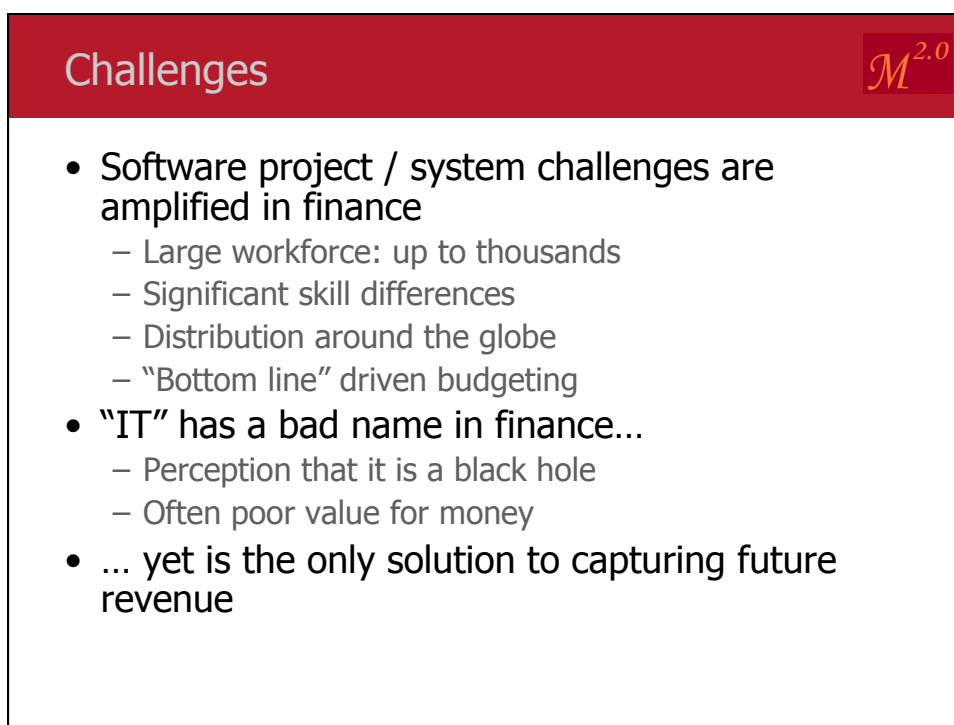 Challenges
M2.0
• Software project / system challenges are
amplified in finance
– Large workforce: up to thousands
– Significant skill differences
– Distribution around the globe
– “Bottom line” driven budgeting
• “IT” has a bad name in finance…
– Perception that it is a black hole
– Often poor value for money
• … yet is the only solution to capturing future
revenue